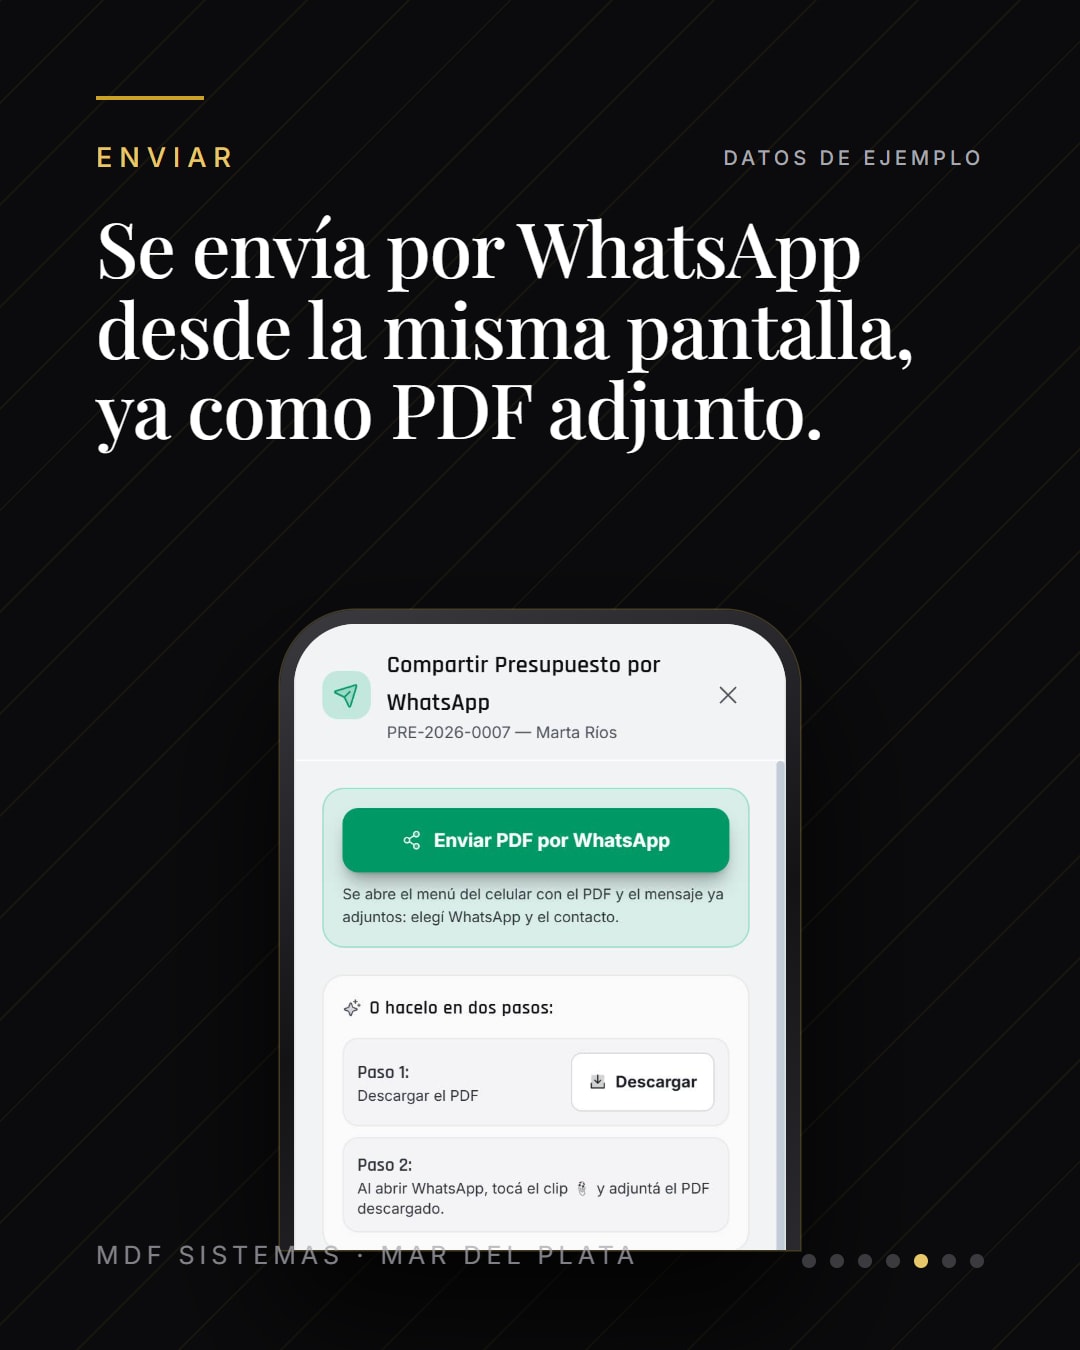 ENVIAR
DATOS DE EJEMPLO
Se envía por WhatsApp
desde la misma pantalla,
ya como PDF adjunto.
Compartir Presupuesto por
WhatsApp
PRE-2026-0007 — Marta Ríos
Enviar PDF por WhatsApp
Se abre el menú del celular con el PDF y el mensaje ya
adjuntos: elegí WhatsApp y el contacto.
O hacelo en dos pasos:
Paso 1:
Descargar el PDF
Descargar
Paso 2:
Al abrir WhatsApp, tocá el clip y adjuntá el PDF
descargado.
MDF SISTEMAS · MAR DEL PLATA